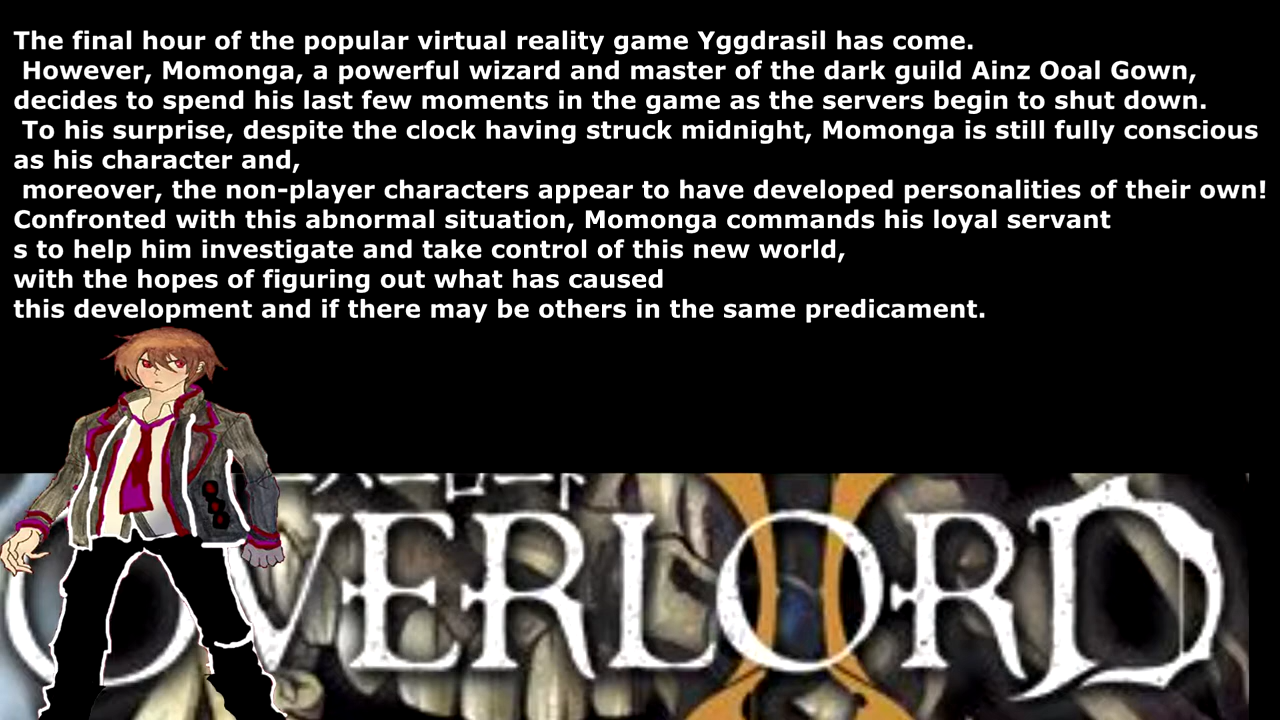 The final hour of the popular virtual reality game Yggdrasil has come.
However, Momonga, a powerful wizard and master of the dark guild Ainz Ooal Gown,
decides to spend his last few moments in the game as the servers begin to shut down.
To his surprise, despite the clock having struck midnight, Momonga is still fully conscious
as his character and,
moreover, the non-player characters appear to have developed personalities of their own!
Confronted with this abnormal situation, Momonga commands his loyal servant
s to help him investigate and take control of this new world,
with the hopes of figuring out what has caused
this development and if there may be others in the same predicament.
OVERLORD